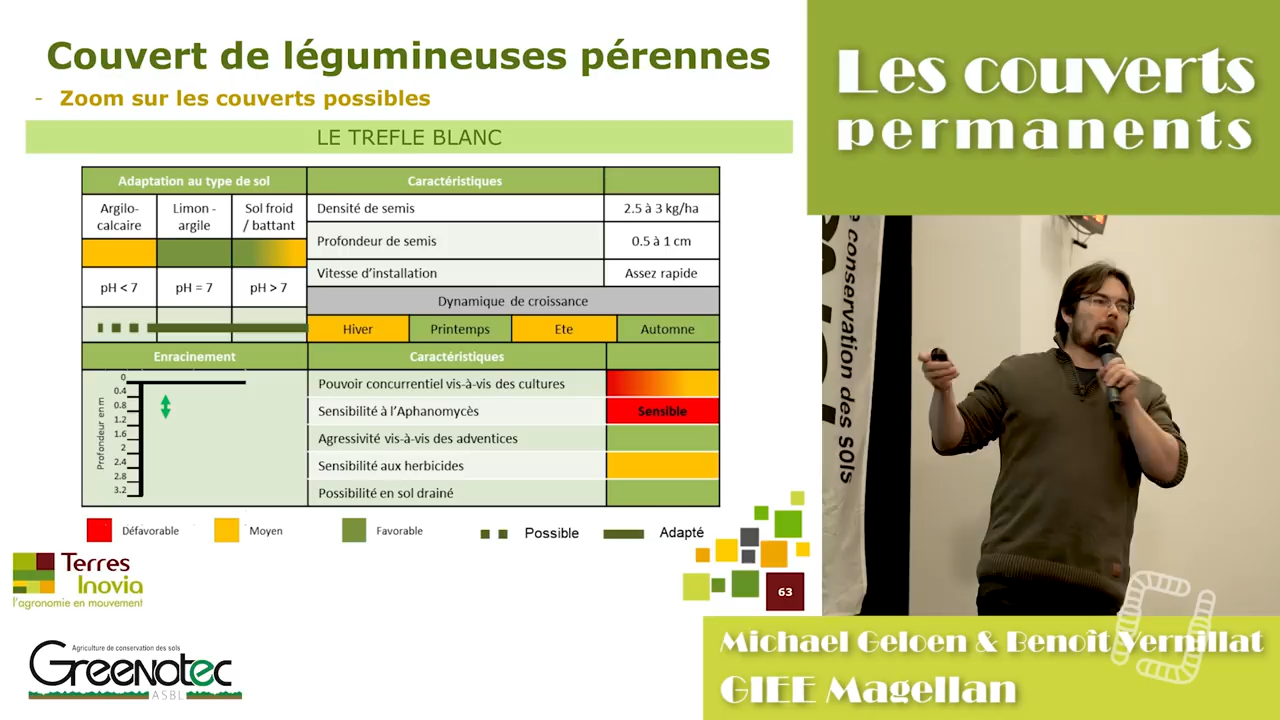 Couvert de légumineuses pérennes
- Zoom sur les couverts possibles
LE TREFLE BLANC
Adaptation au type de sol
Caractéristiques
Argilo-
calcaire
Limon -
argile
Sol froid
/ battant
Densité de semis
2.5 à 3 kg/ha
Profondeur de semis
0.5 à 1 cm
Vitesse d'installation
Assez rapide
pH < 7
pH = 7
pH > 7
Dynamique de croissance
Hiver
Printemps
Ete
Automne
Enracinement
Caractéristiques
Profondeur en m
0
0.4
0.8
1.2
1.6
2
2.4
2.8
3.2
Pouvoir concurrentiel vis-à-vis des cultures
Sensibilité à l'Aphanomycès
Sensible
Agressivité vis-à-vis des adventices
Sensibilité aux herbicides
Possibilité en sol drainé
Défavorable
Moyen
Favorable
Possible
Adapté
Terres
Inovia
l'agronomie en mouvement
63
Agriculture de conservation des sols
Greenotec
ASBL
Les couverts
permanents
conservation des sols
Michael Geloen & Benoît Vernillat
GIEE Magellan